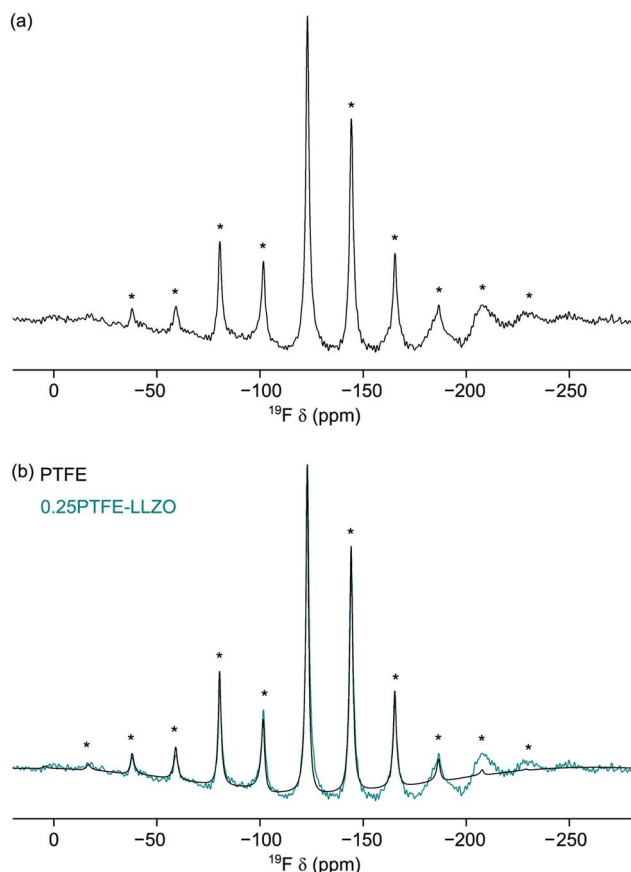 (a)
* * * * * * * * *
0 −50 −100 −150 −200 −250
¹⁹F δ (ppm)
(b) PTFE
0.25PTFE-LLZO
* * * * * * * * * *
0 −50 −100 −150 −200 −250
¹⁹F δ (ppm)